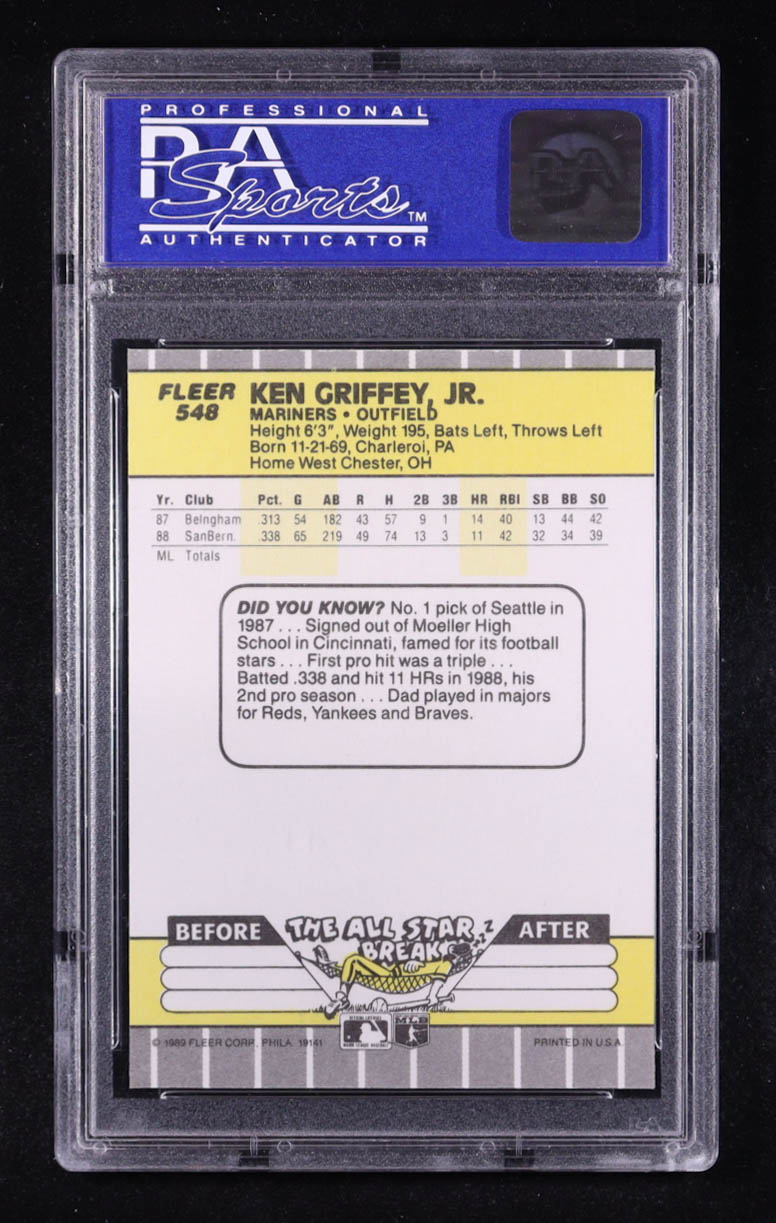 PROFESSIONAL
PSA
Sports™
AUTHENTICATOR
PSA
FLEER
548
KEN GRIFFEY, JR.
MARINERS • OUTFIELD
Height 6'3", Weight 195, Bats Left, Throws Left
Born 11-21-69, Charleroi, PA
Home West Chester, OH
Yr. Club Pct. G AB R H 2B 3B HR RBI SB BB SO
87 Belngham .313 54 182 43 57 9 1 14 40 13 44 42
88 SanBern. .338 65 219 49 74 13 3 11 42 32 34 39
ML Totals
DID YOU KNOW? No. 1 pick of Seattle in
1987 . . . Signed out of Moeller High
School in Cincinnati, famed for its football
stars . . . First pro hit was a triple . . .
Batted .338 and hit 11 HRs in 1988, his
2nd pro season . . . Dad played in majors
for Reds, Yankees and Braves.
BEFORE THE ALL STAR BREAK Z AFTER
MLB
© 1989 FLEER CORP., PHILA. 19141 PRINTED IN U.S.A.